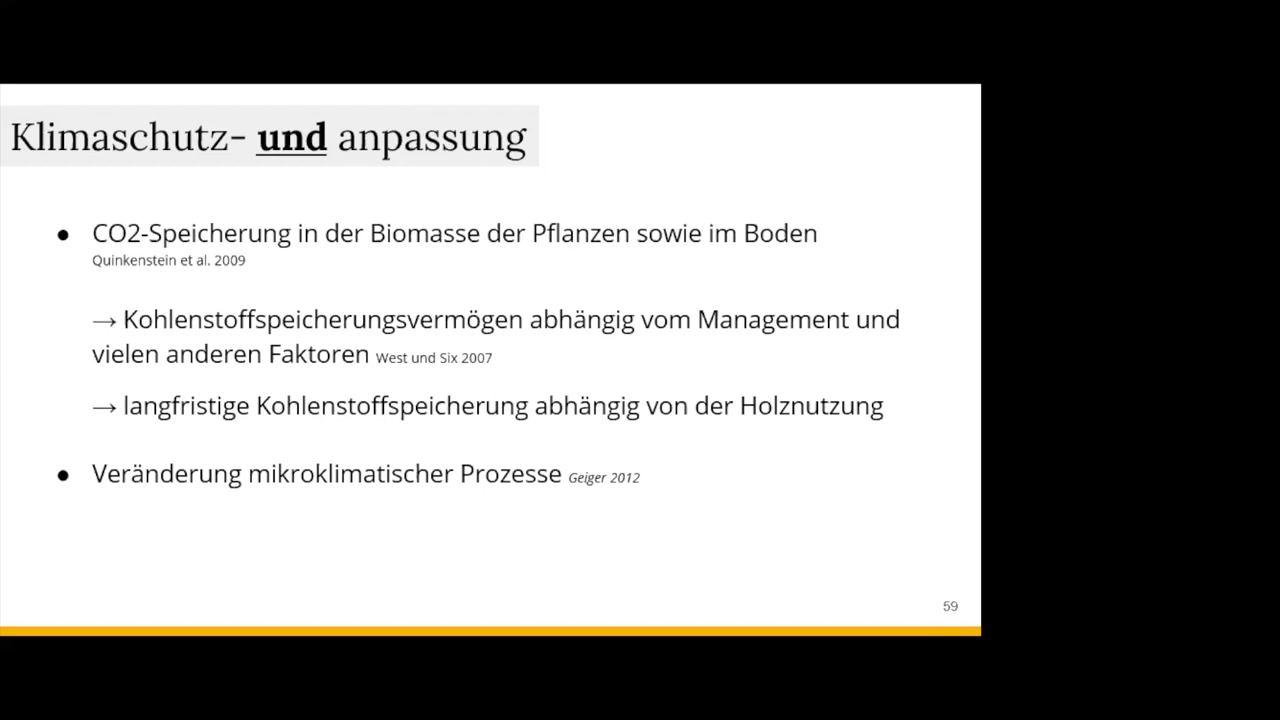 Klimaschutz- und anpassung
● CO2-Speicherung in der Biomasse der Pflanzen sowie im Boden
Quinkenstein et al. 2009
→ Kohlenstoffspeicherungsvermögen abhängig vom Management und
vielen anderen Faktoren West und Six 2007
→ langfristige Kohlenstoffspeicherung abhängig von der Holznutzung
● Veränderung mikroklimatischer Prozesse Geiger 2012
59